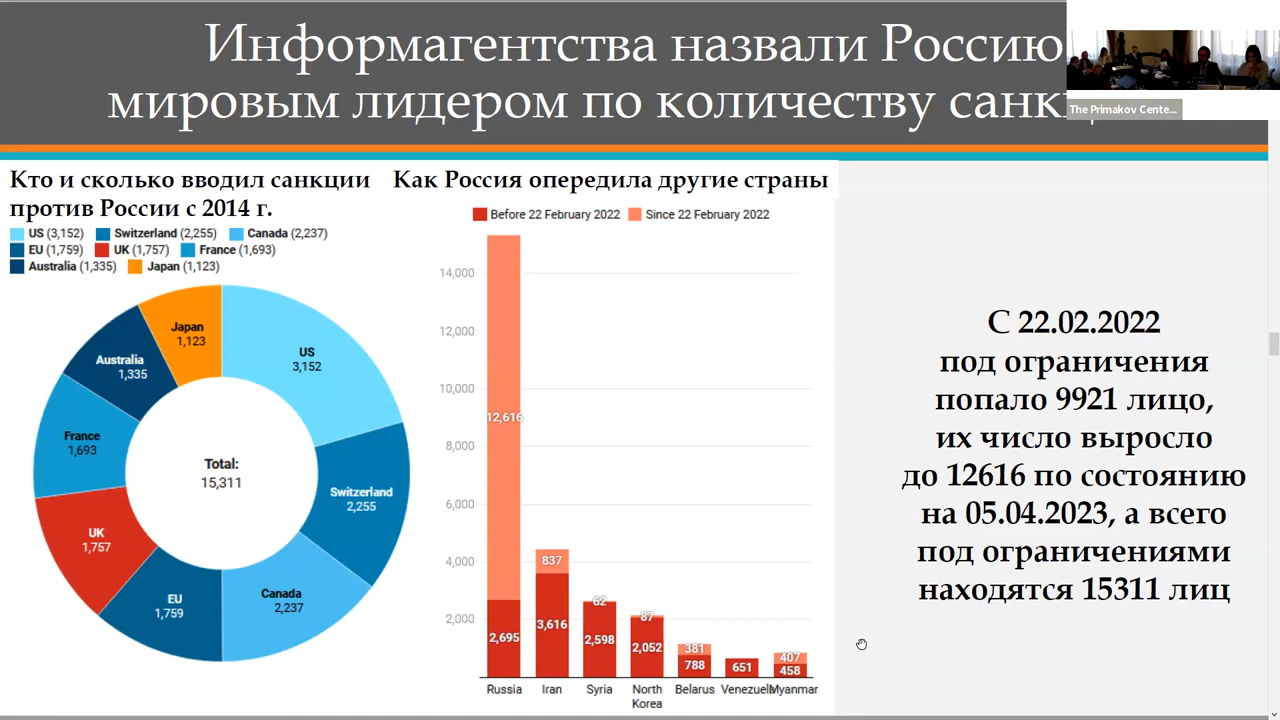 Информагентства назвали Россию
мировым лидером по количеству
The Primakov Cente...
Кто и сколько вводил санкции
против России с 2014 г.
US (3,152) Switzerland (2,255) Canada (2,237)
EU (1,759) UK (1,757) France (1,693)
Australia (1,335) Japan (1,123)
Japan
1,123
US
3,152
Australia
1,335
France
1,693
Total:
15,311
Switzerland
2,255
UK
1,757
EU
1,759
Canada
2,237
Как Россия опередила другие страны
Before 22 February 2022 Since 22 February 2022
14,000
12,000
10,000
8,000
6,000
4,000
2,000
12,616
2,695
837
3,616
62
2,598
87
2,052
381
788
651
407
458
Russia Iran Syria North Korea Belarus Venezuela Myanmar
С 22.02.2022
под ограничения
попало 9921 лицо,
их число выросло
до 12616 по состоянию
на 05.04.2023, а всего
под ограничениями
находятся 15311 лиц